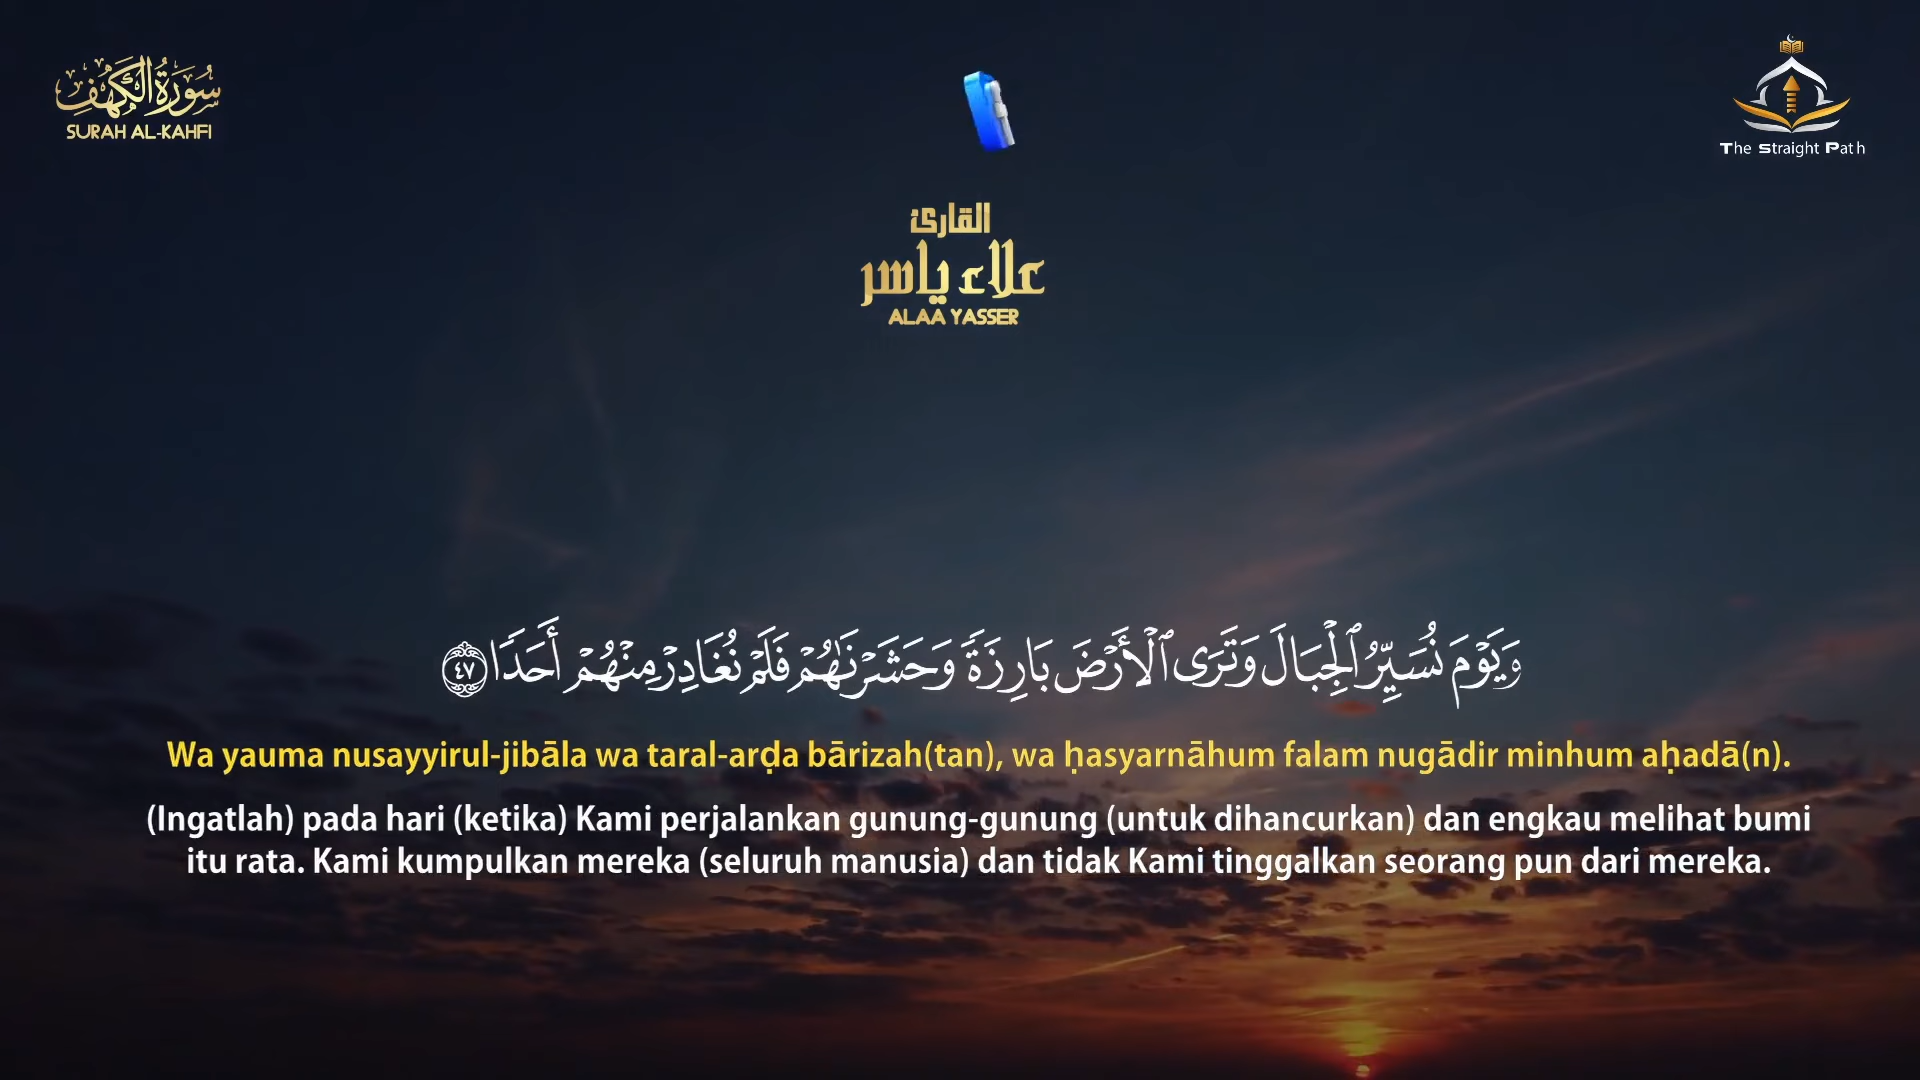 سُورَةُ الْكَهْفِ
SURAH AL-KAHFI
The Straight Path
القارئ
علاء ياسر
ALAA YASSER
وَيَوْمَ نُسَيِّرُ ٱلْجِبَالَ وَتَرَى ٱلْأَرْضَ بَارِزَةً وَحَشَرْنَـٰهُمْ فَلَمْ نُغَادِرْ مِنْهُمْ أَحَدًا ٤٧
Wa yauma nusayyirul-jibāla wa taral-arḍa bārizah(tan), wa ḥasyarnāhum falam nugādir minhum aḥadā(n).
(Ingatlah) pada hari (ketika) Kami perjalankan gunung-gunung (untuk dihancurkan) dan engkau melihat bumi
itu rata. Kami kumpulkan mereka (seluruh manusia) dan tidak Kami tinggalkan seorang pun dari mereka.